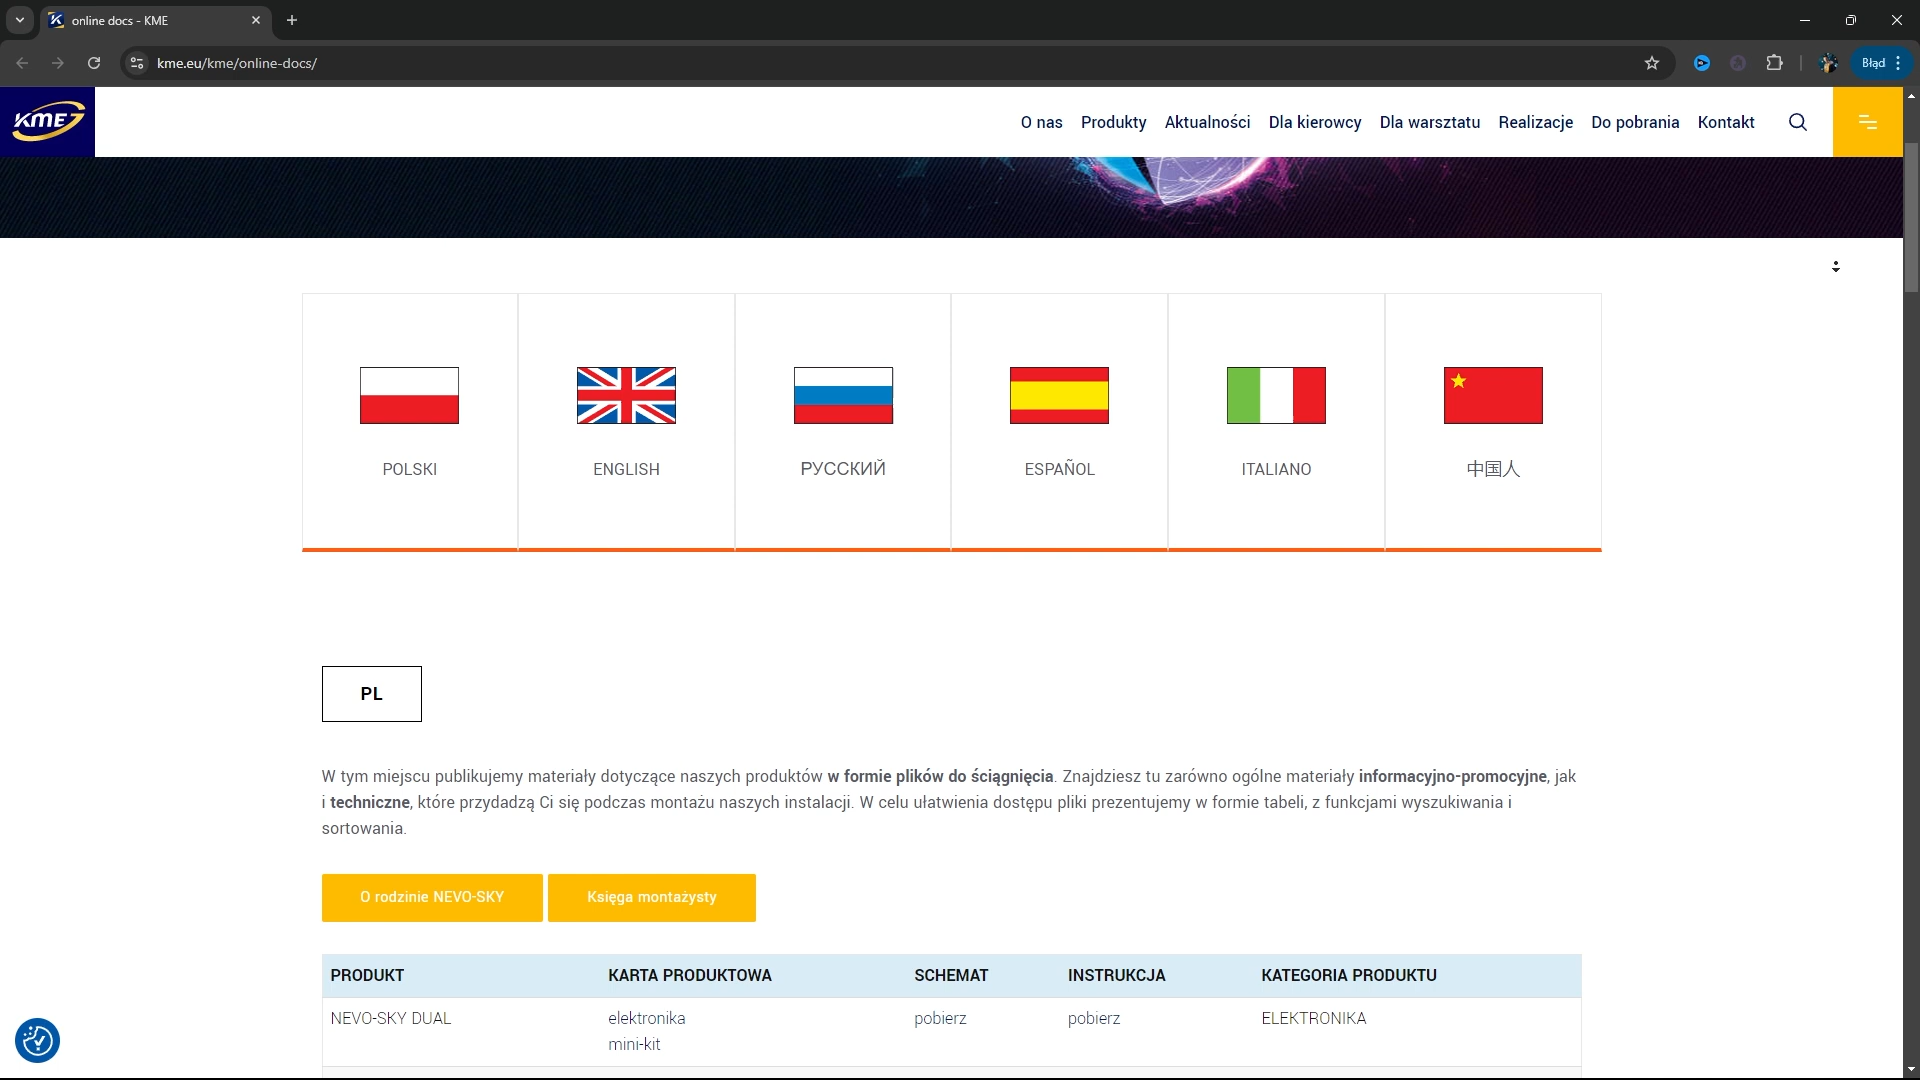 online docs - KME
kme.eu/kme/online-docs/
Błąd
KME
O nas Produkty Aktualności Dla kierowcy Dla warsztatu Realizacje Do pobrania Kontakt
POLSKI ENGLISH РУССКИЙ ESPAÑOL ITALIANO 中国人
PL
W tym miejscu publikujemy materiały dotyczące naszych produktów w formie plików do ściągnięcia. Znajdziesz tu zarówno ogólne materiały informacyjno-promocyjne, jak
i techniczne, które przydadzą Ci się podczas montażu naszych instalacji. W celu ułatwienia dostępu pliki prezentujemy w formie tabeli, z funkcjami wyszukiwania i
sortowania.
O rodzinie NEVO-SKY Księga montażysty
PRODUKT KARTA PRODUKTOWA SCHEMAT INSTRUKCJA KATEGORIA PRODUKTU
NEVO-SKY DUAL elektronika pobierz pobierz ELEKTRONIKA
mini-kit